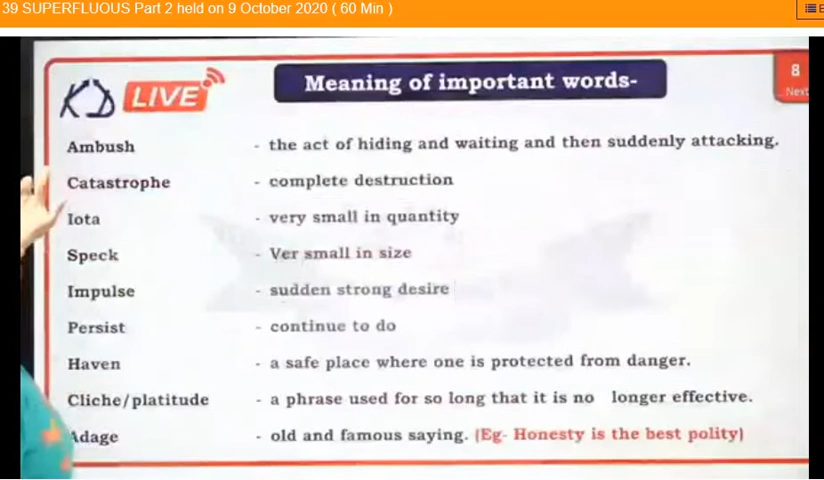 39 SUPERFLUOUS Part 2 held on 9 October 2020 ( 60 Min )
KD LIVE
Meaning of important words-
8
Next
Ambush - the act of hiding and waiting and then suddenly attacking.
Catastrophe - complete destruction
Iota - very small in quantity
Speck - Ver small in size
Impulse - sudden strong desire
Persist - continue to do
Haven - a safe place where one is protected from danger.
Cliche/platitude - a phrase used for so long that it is no longer effective.
Adage - old and famous saying. (Eg- Honesty is the best polity)